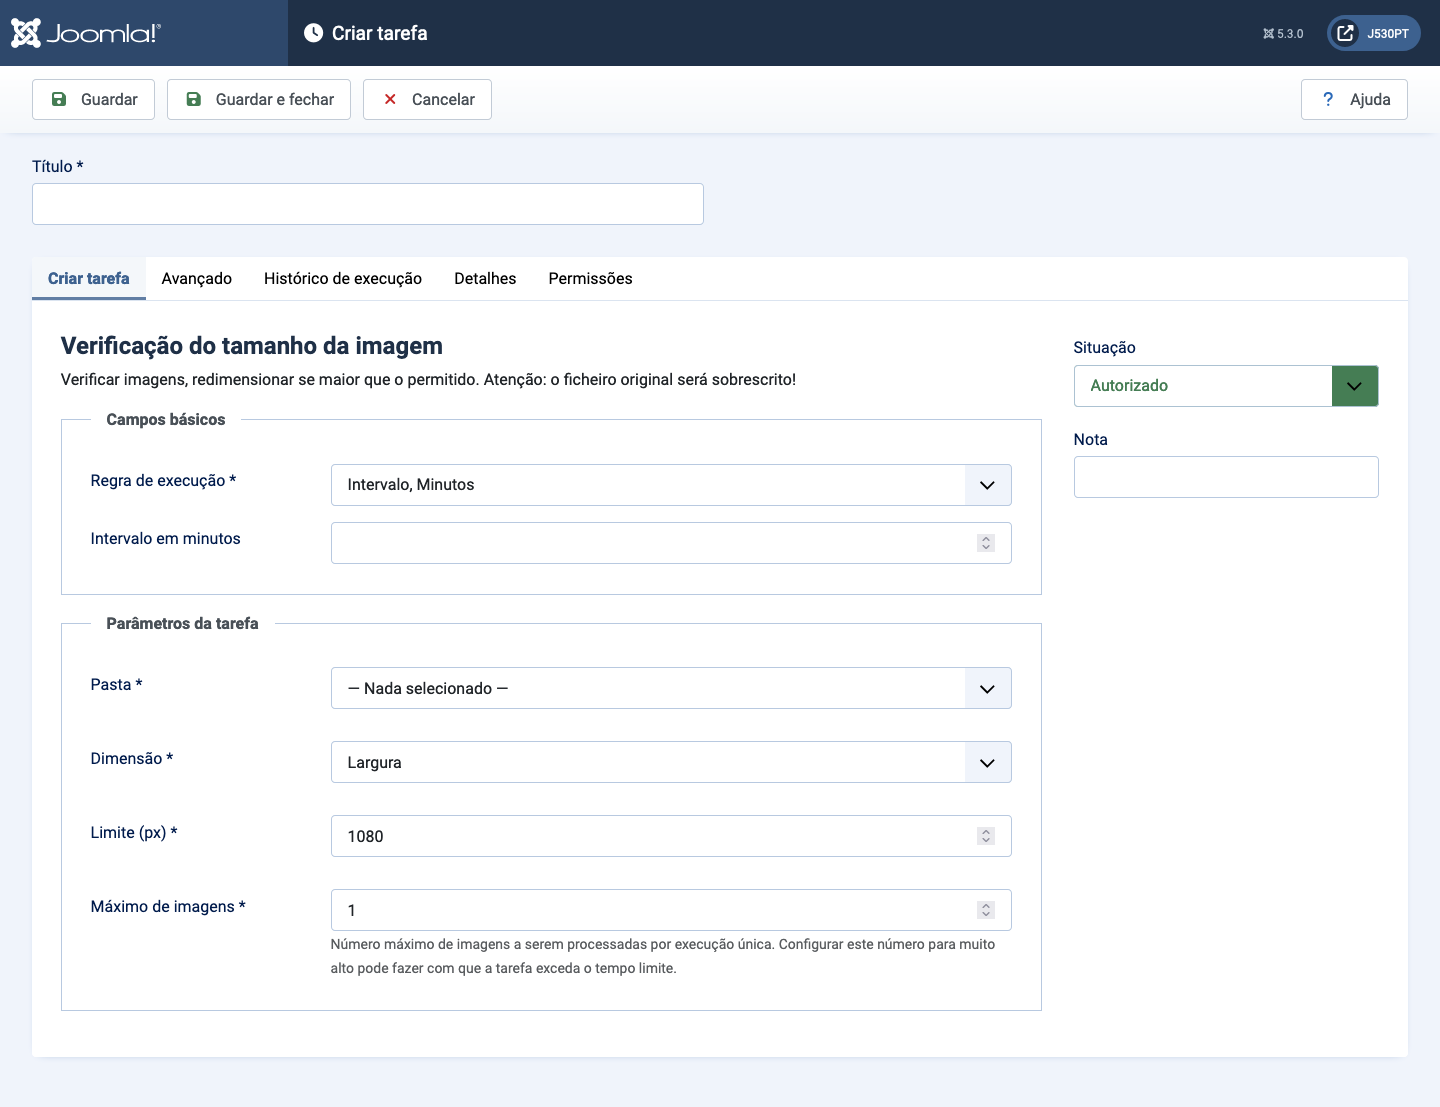 Joomla!®
Criar tarefa
5.3.0
J530PT
Guardar
Guardar e fechar
Cancelar
? Ajuda
Título *
Criar tarefa
Avançado
Histórico de execução
Detalhes
Permissões
Verificação do tamanho da imagem
Verificar imagens, redimensionar se maior que o permitido. Atenção: o ficheiro original será sobrescrito!
Campos básicos
Regra de execução *
Intervalo, Minutos
Intervalo em minutos
Parâmetros da tarefa
Pasta *
— Nada selecionado —
Dimensão *
Largura
Limite (px) *
1080
Máximo de imagens *
1
Número máximo de imagens a serem processadas por execução única. Configurar este número para muito
alto pode fazer com que a tarefa exceda o tempo limite.
Situação
Autorizado
Nota